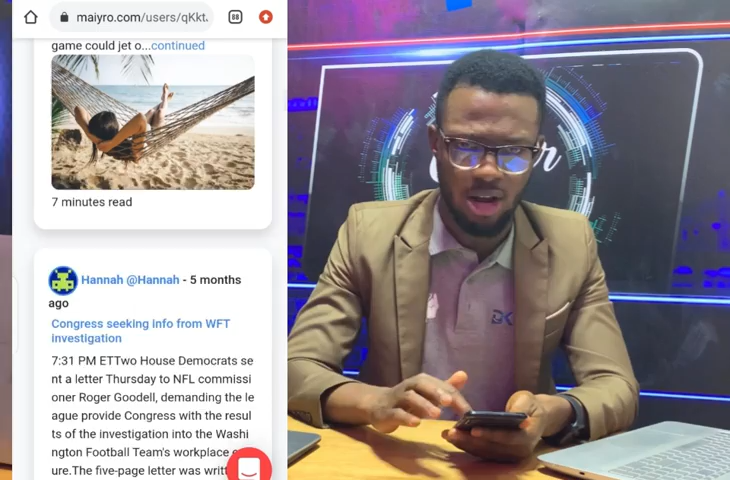 maiyro.com/users/qKkt
88
game could jet o...continued
7 minutes read
Hannah @Hannah - 5 months
ago
Congress seeking info from WFT
investigation
7:31 PM ETTwo House Democrats se
nt a letter Thursday to NFL commissi
oner Roger Goodell, demanding the le
ague provide Congress with the resul
ts of the investigation into the Washi
ngton Football Team's workplace
ure.The five-page letter was